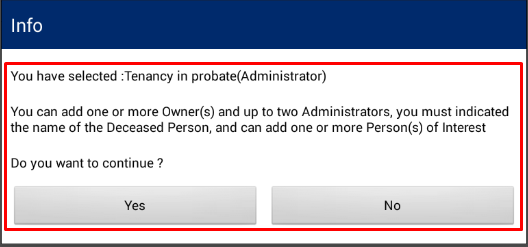 Info
You have selected :Tenancy in probate(Administrator)
You can add one or more Owner(s) and up to two Administrators, you must indicated
the name of the Deceased Person, and can add one or more Person(s) of Interest
Do you want to continue ?
Yes
No